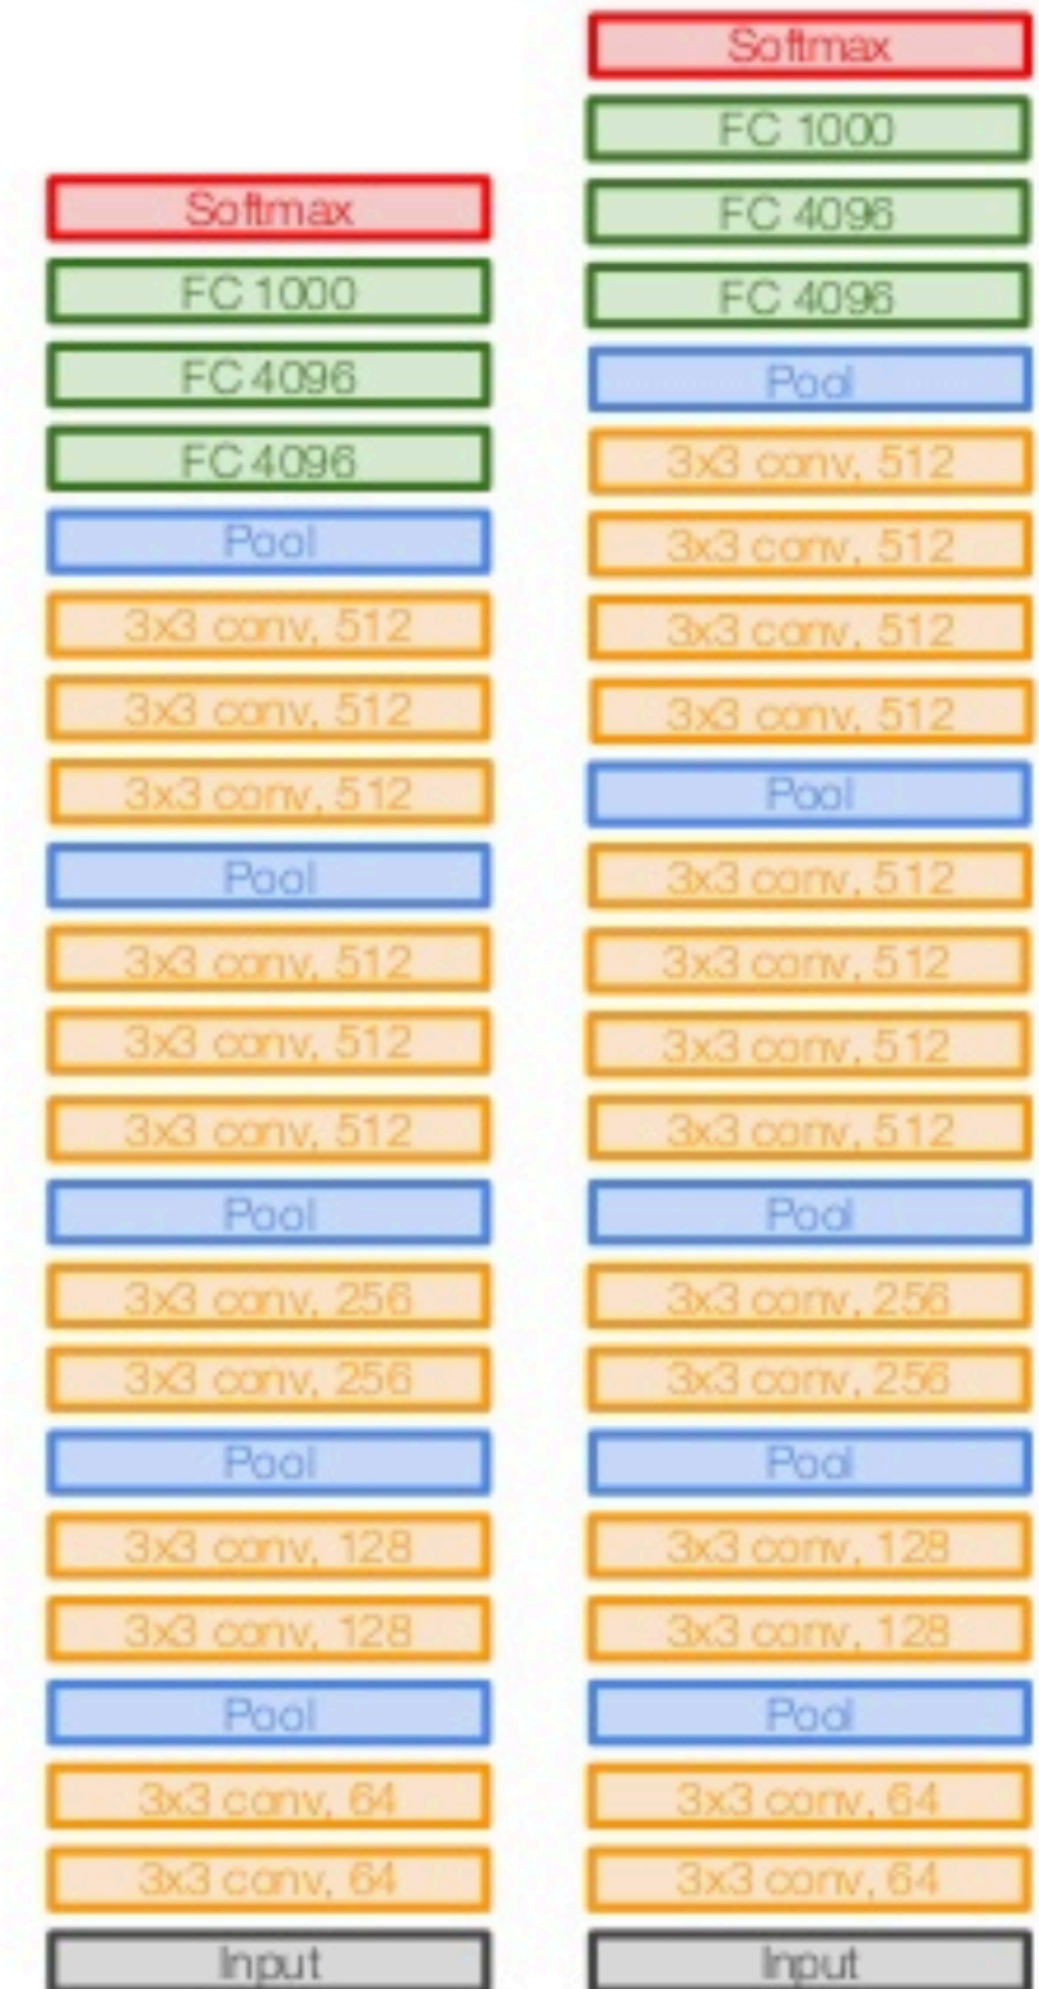 Softmax
FC 1000
FC 4096
FC 4096
Pool
3x3 conv, 512
3x3 conv, 512
3x3 conv, 512
Pool
3x3 conv, 512
3x3 conv, 512
3x3 conv, 512
Pool
3x3 conv, 256
3x3 conv, 256
Pool
3x3 conv, 128
3x3 conv, 128
Pool
3x3 conv, 64
3x3 conv, 64
Input
Softmax
FC 1000
FC 4096
FC 4096
Pool
3x3 conv, 512
3x3 conv, 512
3x3 conv, 512
3x3 conv, 512
Pool
3x3 conv, 512
3x3 conv, 512
3x3 conv, 512
3x3 conv, 512
Pool
3x3 conv, 256
3x3 conv, 256
Pool
3x3 conv, 128
3x3 conv, 128
Pool
3x3 conv, 64
3x3 conv, 64
Input